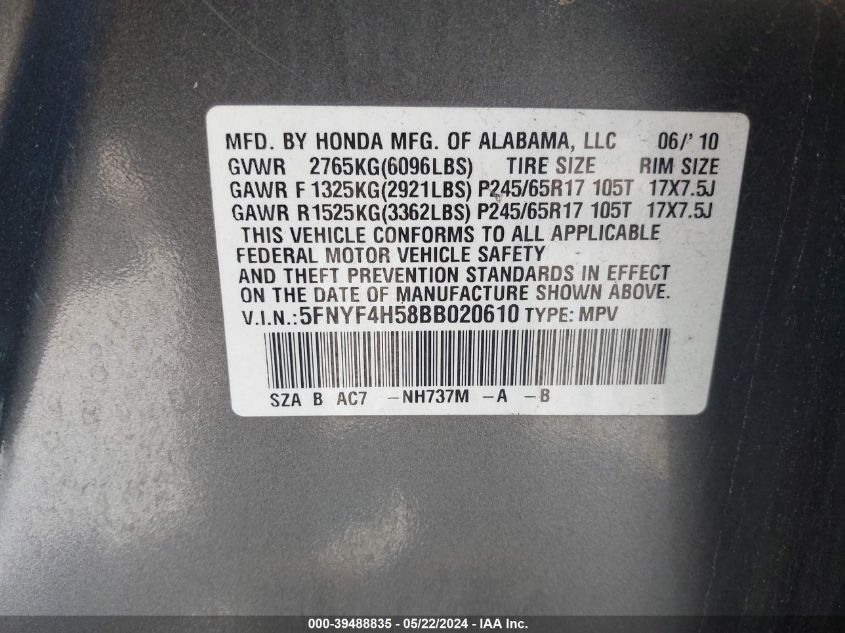 MFD. BY HONDA MFG. OF ALABAMA, LLC 06/' 10
GVWR 2765KG(6096LBS) TIRE SIZE RIM SIZE
GAWR F 1325KG(2921LBS) P245/65R17 105T 17X7.5J
GAWR R1525KG(3362LBS) P245/65R17 105T 17X7.5J
THIS VEHICLE CONFORMS TO ALL APPLICABLE
FEDERAL MOTOR VEHICLE SAFETY
AND THEFT PREVENTION STANDARDS IN EFFECT
ON THE DATE OF MANUFACTURE SHOWN ABOVE.
V.I.N.:5FNYF4H58BB020610 TYPE: MPV
SZA B AC7 -NH737M -A -B
000-39488835 - 05/22/2024 - IAAI.COM.